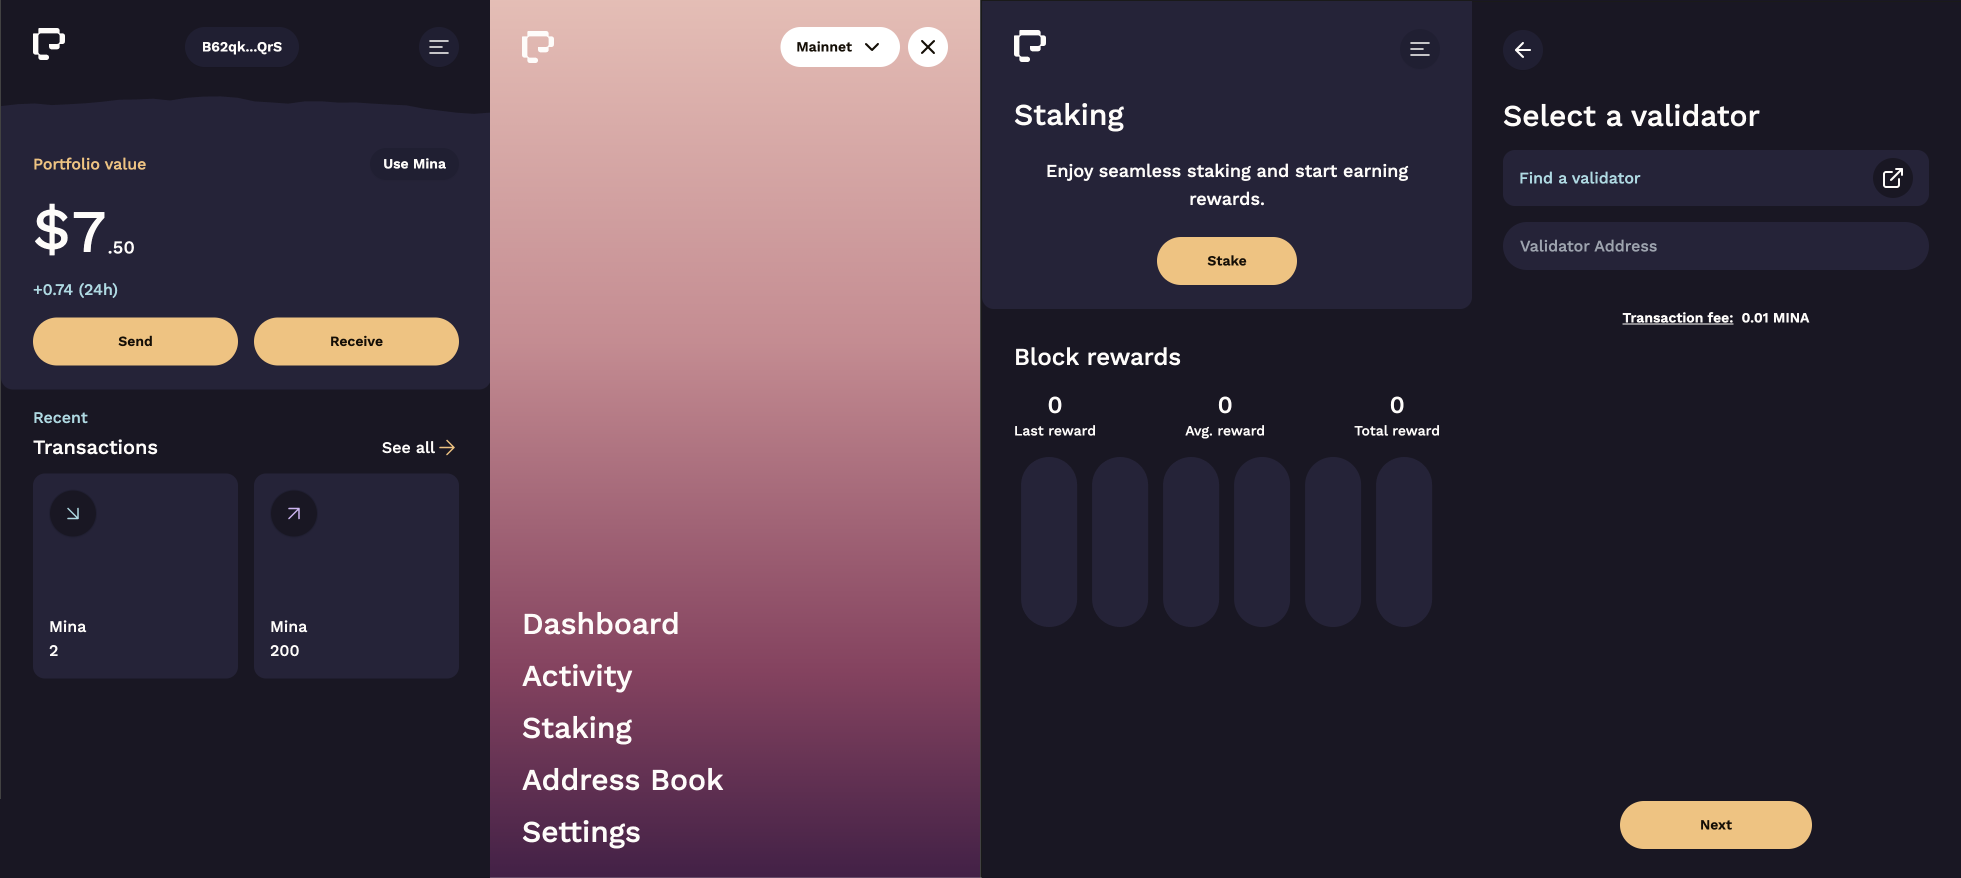 B62qk...QrS
Portfolio value
Use Mina
$7.50
+0.74 (24h)
Send
Receive
Recent
Transactions
See all
Mina
2
Mina
200
Mainnet
Dashboard
Activity
Staking
Address Book
Settings
Staking
Enjoy seamless staking and start earning
rewards.
Stake
Block rewards
0
Last reward
0
Avg. reward
0
Total reward
Select a validator
Find a validator
Validator Address
Transaction fee: 0.01 MINA
Next